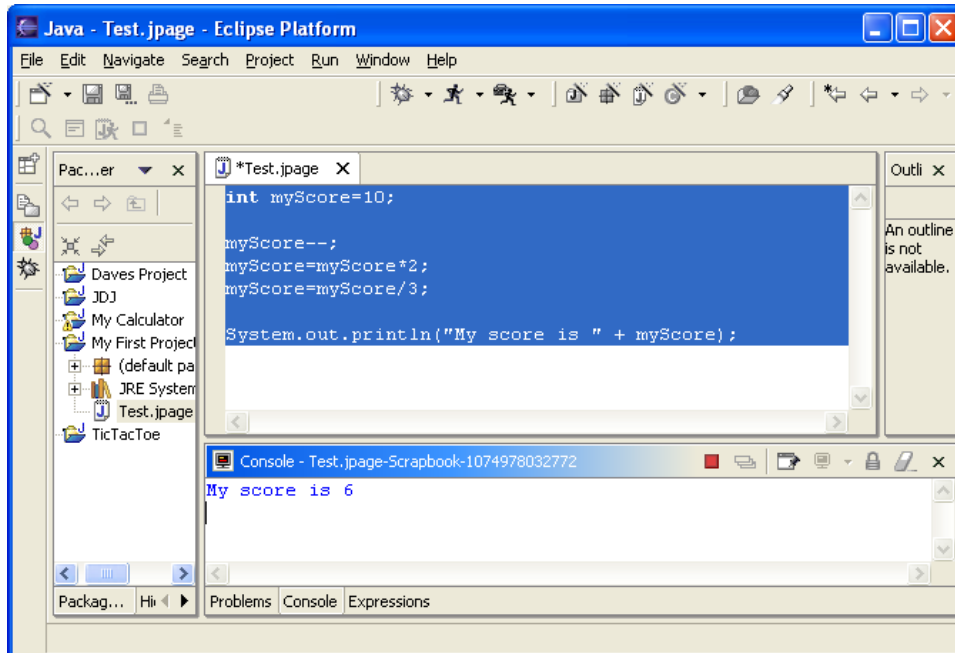 Java - Test.jpage - Eclipse Platform
File Edit Navigate Search Project Run Window Help
Pac...er
Daves Project
JDJ
My Calculator
My First Project
(default pa
JRE System
Test.jpage
TicTacToe
Packag... Hi
*Test.jpage
int myScore=10;
myScore--;
myScore=myScore*2;
myScore=myScore/3;
System.out.println("My score is " + myScore);
Outli
An outline
is not
available.
Console - Test.jpage-Scrapbook-1074978032772
My score is 6
Problems Console Expressions